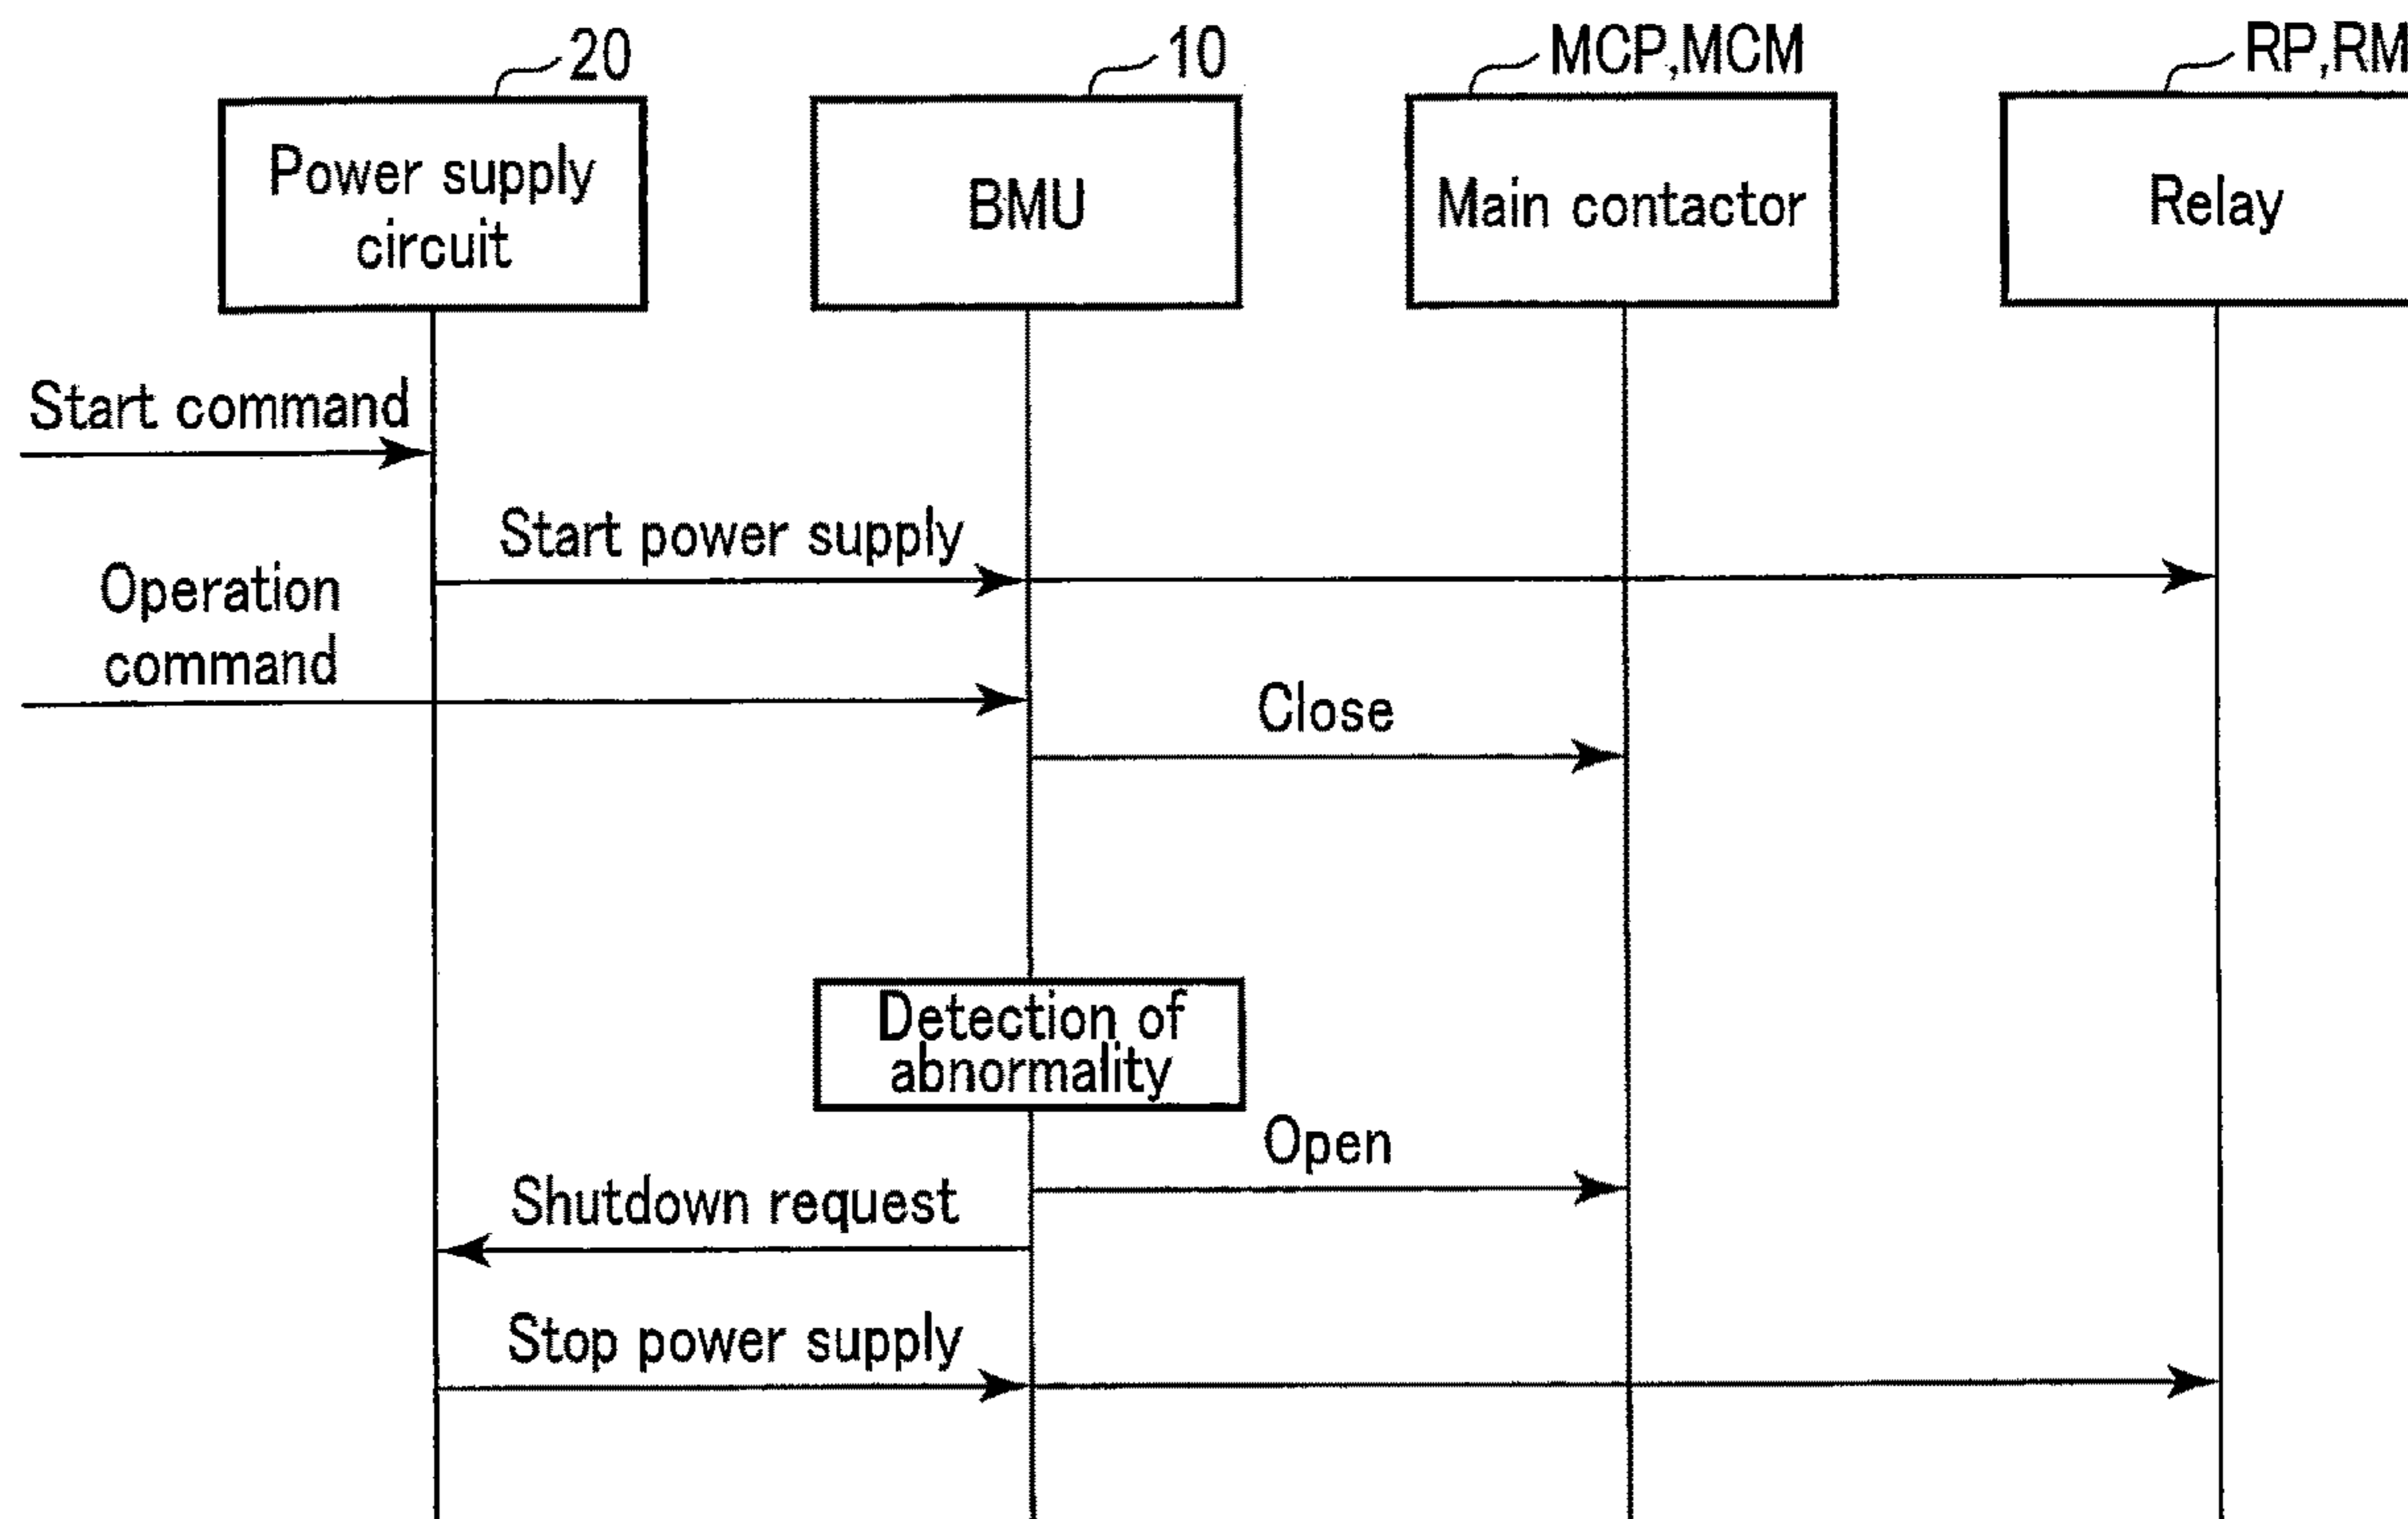 20
10
MCP,MCM
RP,RM
Power supply
circuit
BMU
Main contactor
Relay
Start command
Start power supply
Operation
command
Close
Detection of
abnormality
Open
Shutdown request
Stop power supply